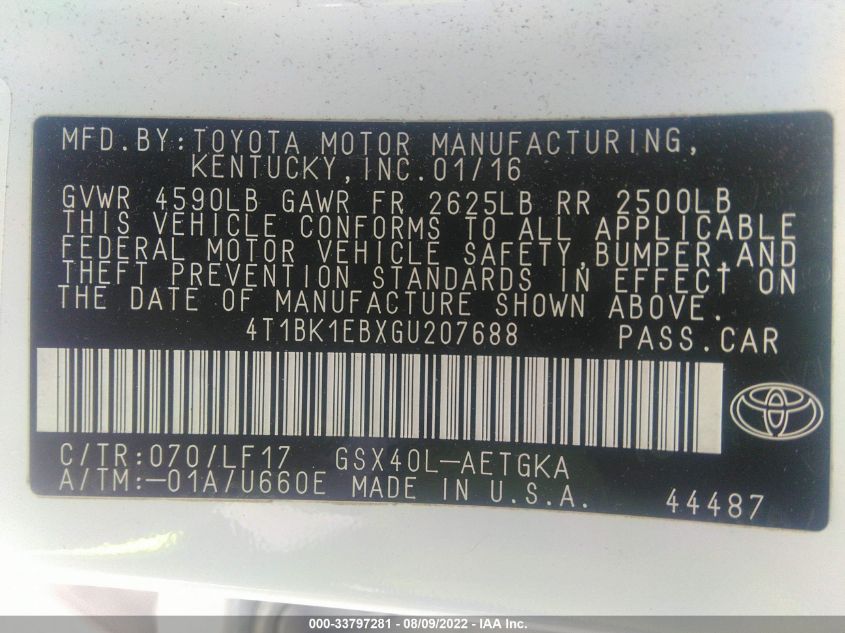 MFD.BY:TOYOTA MOTOR MANUFACTURING,
KENTUCKY,INC.01/16
GVWR 4590LB GAWR FR 2625LB RR 2500LB
THIS VEHICLE CONFORMS TO ALL APPLICABLE
FEDERAL MOTOR VEHICLE SAFETY,BUMPER,AND
THEFT PREVENTION STANDARDS IN EFFECT ON
THE DATE OF MANUFACTURE SHOWN ABOVE.
4T1BK1EBXGU207688 PASS.CAR
C/TR:070/LF17 GSX40L-AETGKA
A/TM:-01A/U660E MADE IN U.S.A. 44487
000-33797281 - 08/09/2022 - IAA Inc.